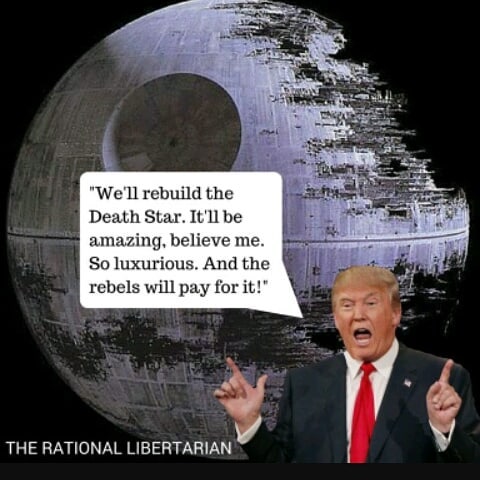 "We'll rebuild the
Death Star. It'll be
amazing, believe me.
So luxurious. And the
rebels will pay for it!"
THE RATIONAL LIBERTARIAN